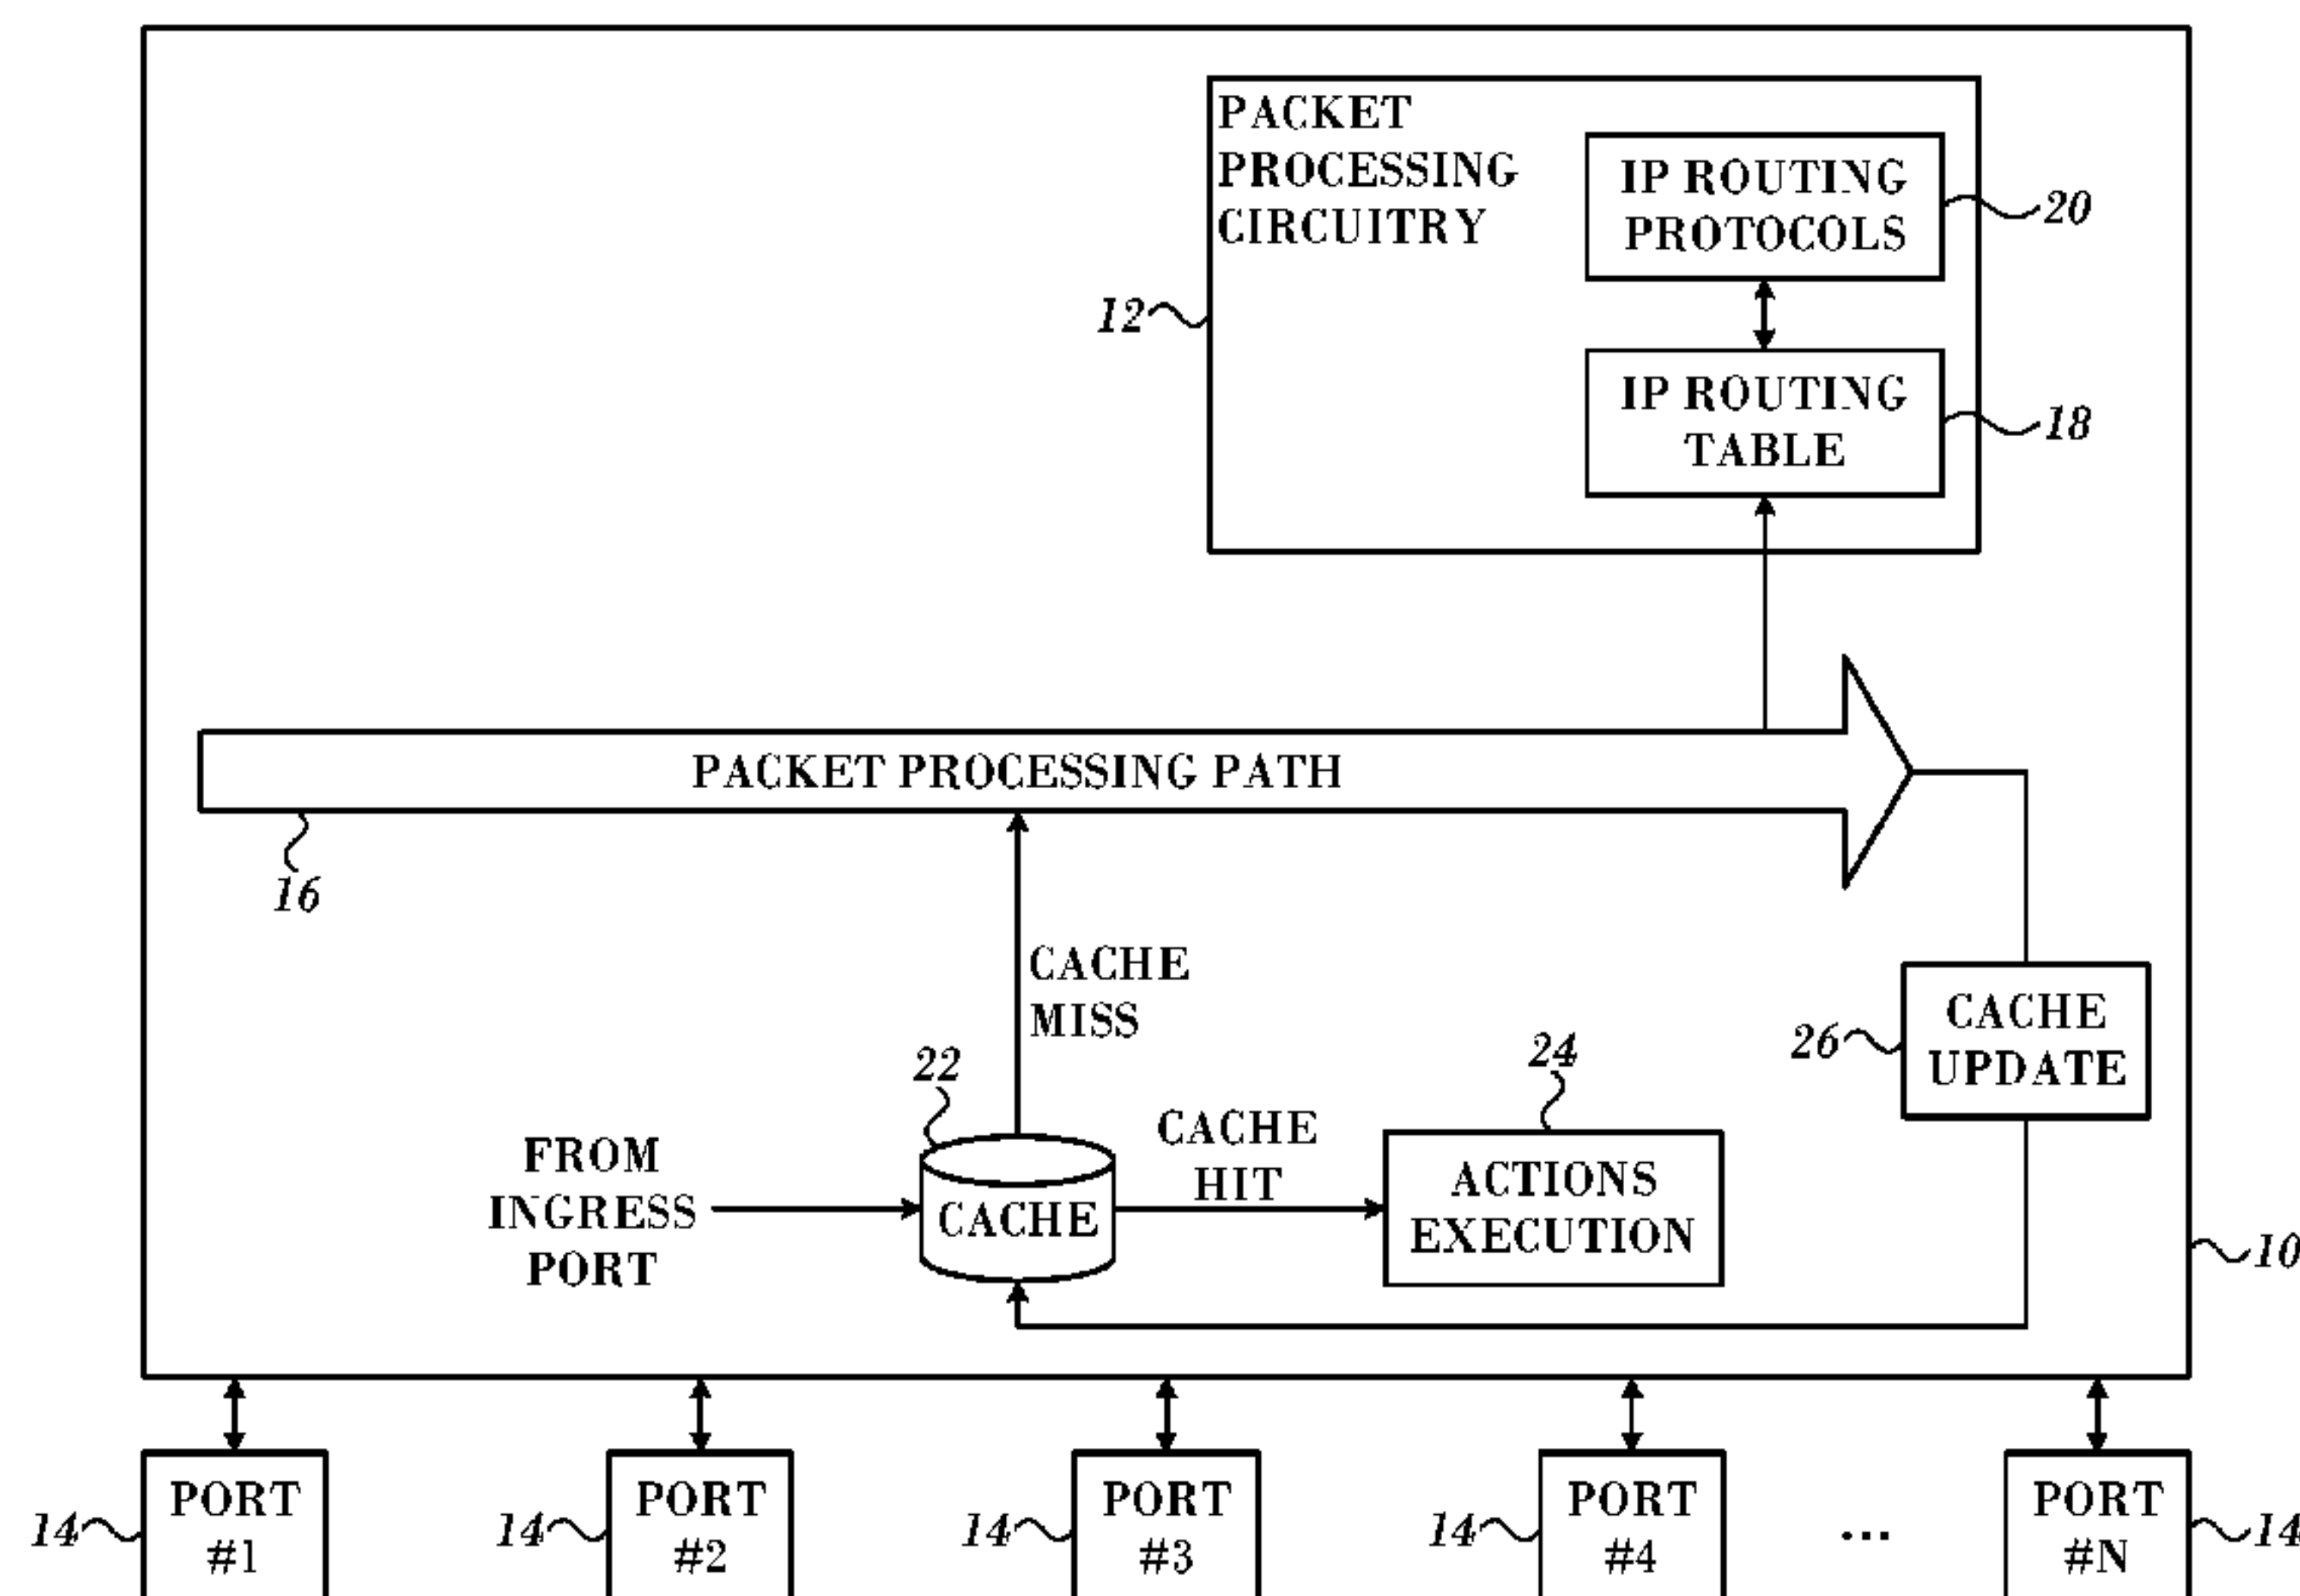 PACKET
PROCESSING
CIRCUITRY
IP ROUTING
PROTOCOLS
20
12
IP ROUTING
TABLE
18
PACKET PROCESSING PATH
16
CACHE
MISS
CACHE
UPDATE
26
22
24
FROM
INGRESS
PORT
CACHE
CACHE
HIT
ACTIONS
EXECUTION
10
14
PORT
#1
14
PORT
#2
14
PORT
#3
14
PORT
#4
...
PORT
#N
14